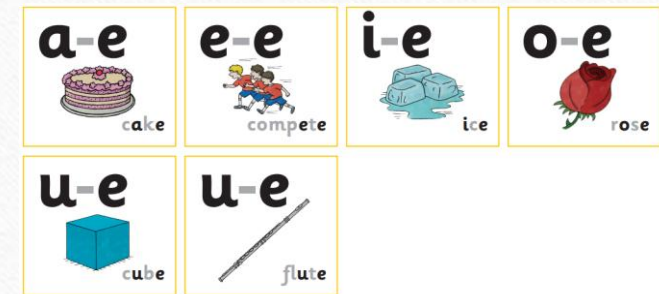 a-e
cake
e-e
compete
i-e
ice
o-e
rose
u-e
cube
u-e
flute